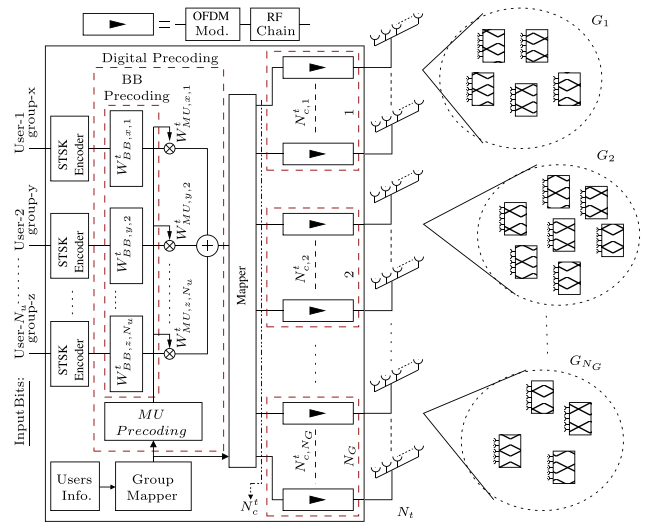 =
OFDM
Mod.
RF
Chain
G_1
Digital Precoding
BB
Precoding
User-1
group-x
STSK
Encoder
W^t_{BB,x,1}
W^t_{MU,x,1}
N^t_{c,1}
1
G_2
User-2
group-y
STSK
Encoder
W^t_{BB,y,2}
W^t_{MU,y,2}
Mapper
N^t_{c,2}
2
User-N_u
group-z
STSK
Encoder
W^t_{BB,z,N_u}
W^t_{MU,z,N_u}
G_{N_G}
Input Bits:
MU
Precoding
N^t_{c,N_G}
N_G
Users
Info.
Group
Mapper
N^t_c
N_t